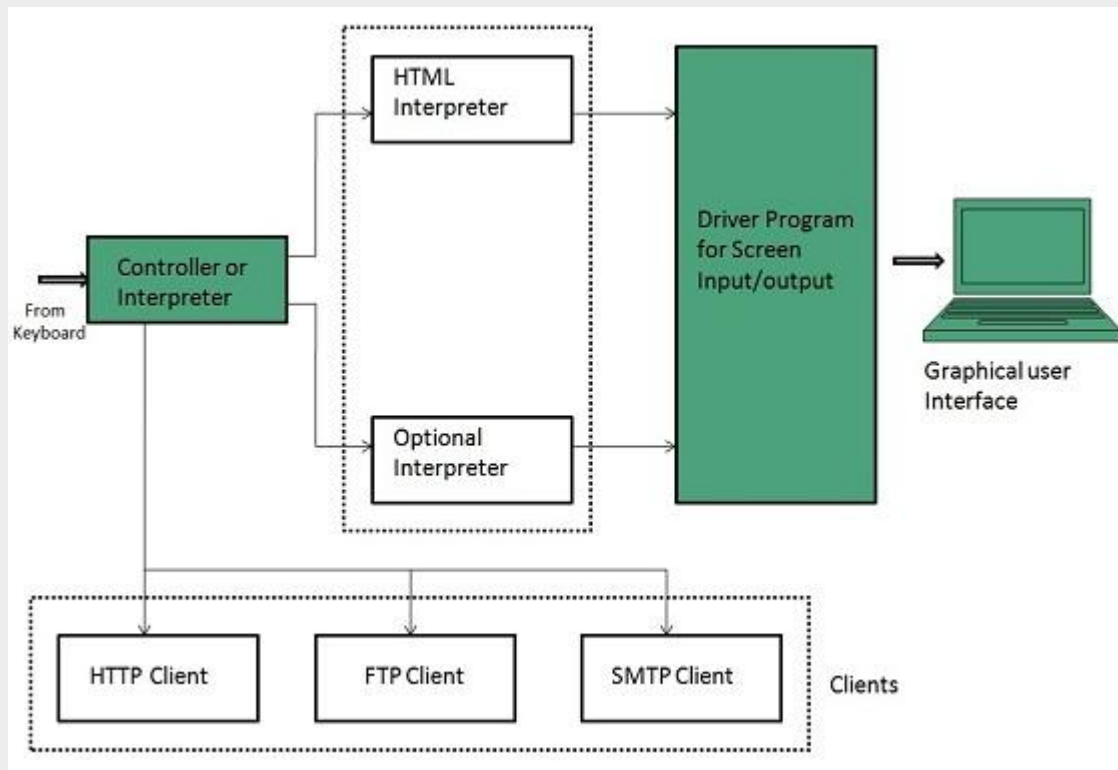 HTML
Interpreter
Driver Program
for Screen
Input/output
Controller or
Interpreter
From
Keyboard
Graphical user
Interface
Optional
Interpreter
HTTP Client
FTP Client
SMTP Client
Clients